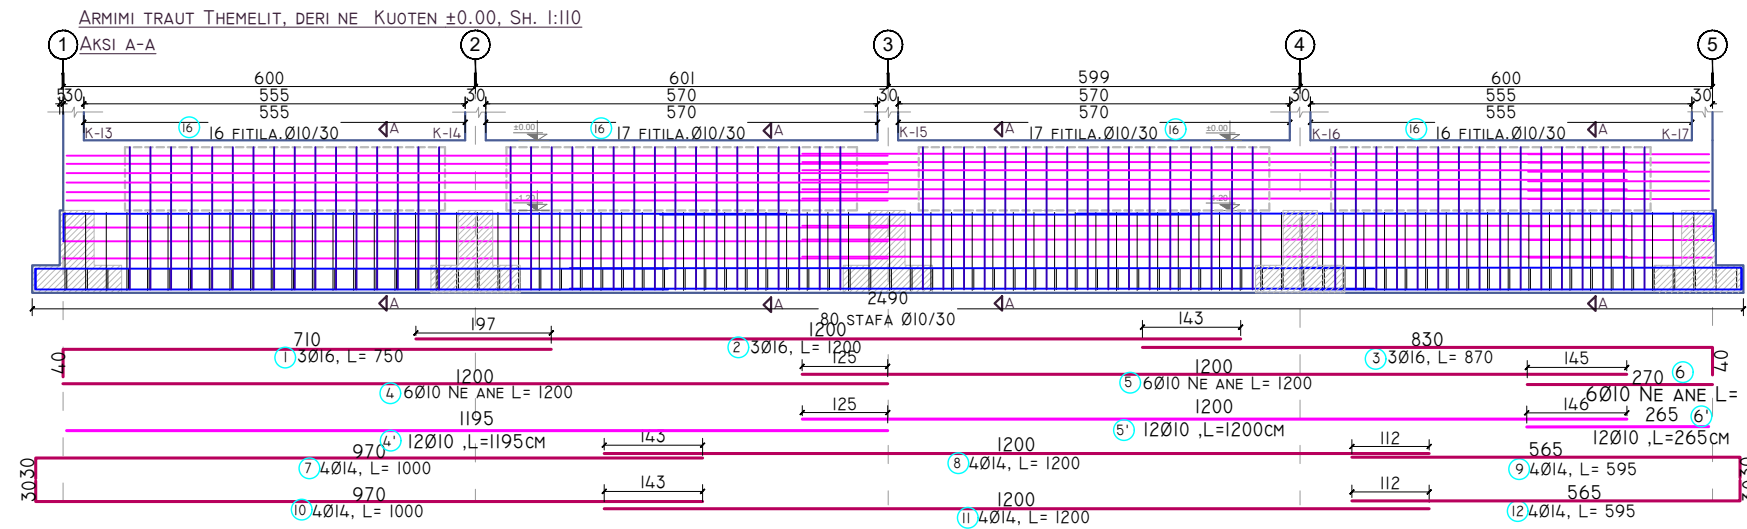 ARMIMI TRAUT THEMELIT, DERI NE KUOTEN ±0.00, SH. 1:110
AKSI A-A
1 2 3 4 5
600 601 599 600
5 30 555 30 570 30 570 30 555 30
555 570 570 555
K-13 16 16 FITILA.Ø10/30 A K-14 ±0.00 16 17 FITILA.Ø10/30 A K-15 A 17 FITILA.Ø10/30 16 ±0.00 K-16 16 16 FITILA.Ø10/30 A K-17
-1.20
A A 2490 A A
80 STAFA Ø10/30
197 1200 143
710 830
40 1 3Ø16, L= 750 2 3Ø16, L= 1200 3 3Ø16, L= 870 40
125 145
1200 1200 270 6
4 6Ø10 NE ANE L= 1200 5 6Ø10 NE ANE L= 1200 6Ø10 NE ANE L=
1195 125 1200 146 265 6'
4' 12Ø10 ,L=1195CM 5' 12Ø10 ,L=1200CM 12Ø10 ,L=265CM
970 143 1200 112 565
7 4Ø14, L= 1000 8 4Ø14, L= 1200 9 4Ø14, L= 595
3030 3030
970 143 1200 112 565
10 4Ø14, L= 1000 11 4Ø14, L= 1200 12 4Ø14, L= 595